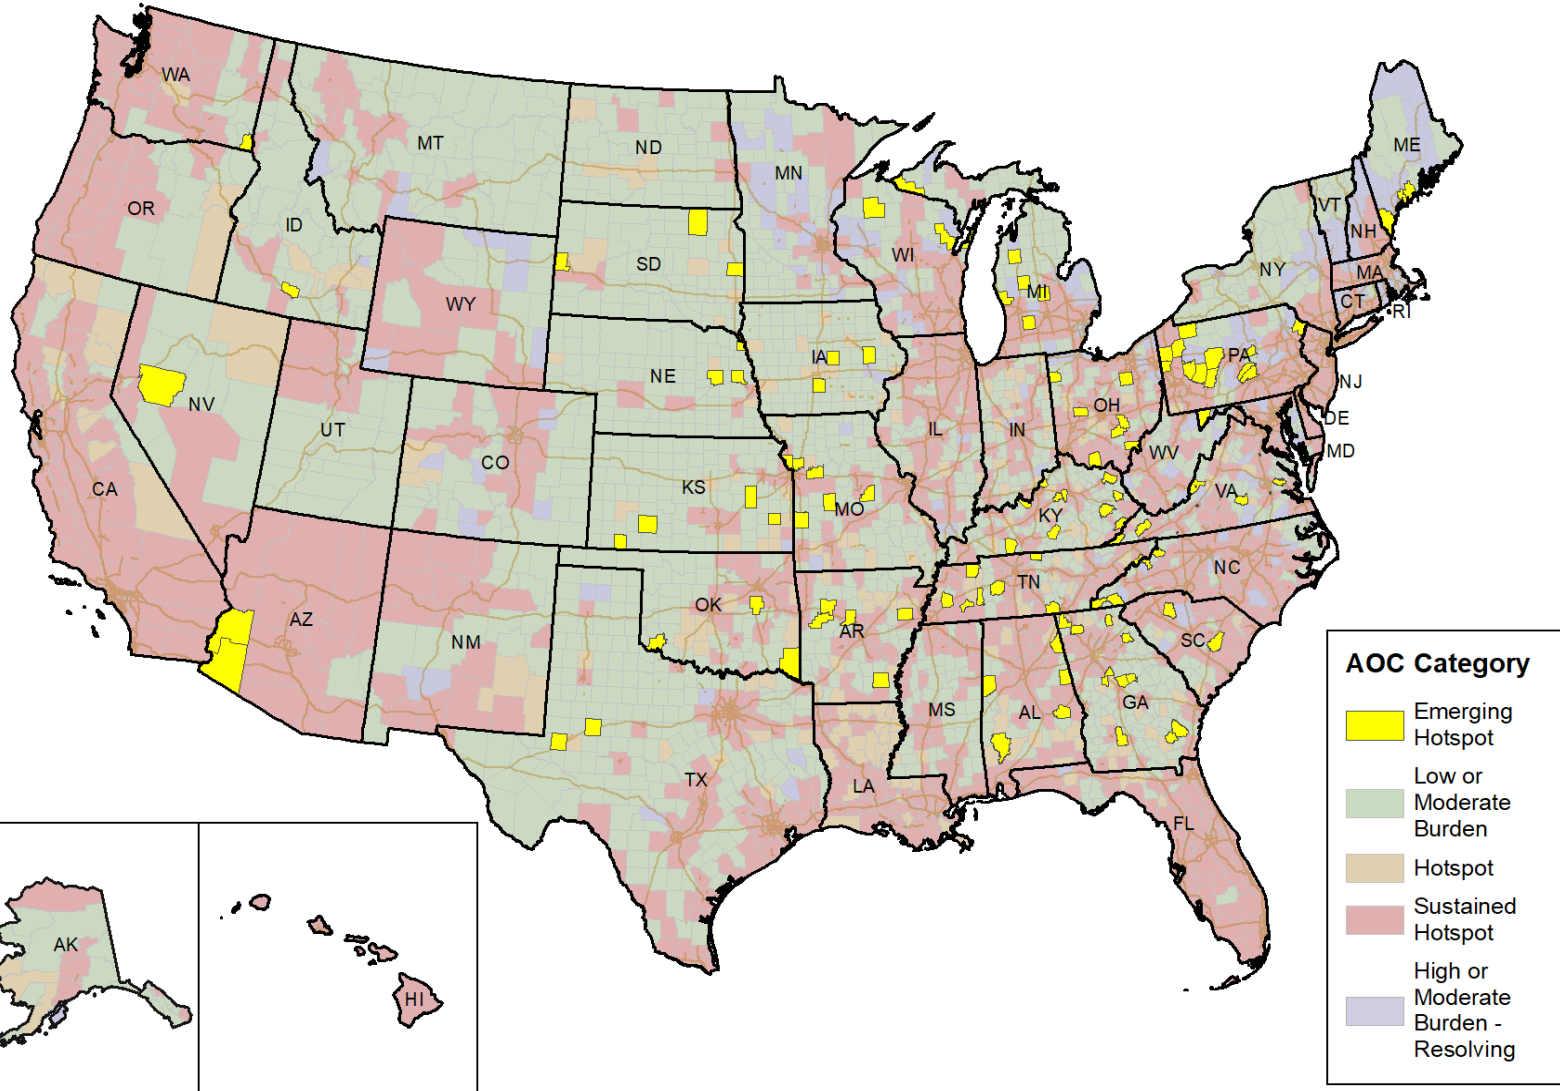 WA
MT
ND
MN
ME
OR
ID
SD
WI
MI
VT
NH
NY
MA
CT
RI
WY
NE
IA
PA
NJ
NV
UT
CO
IL
IN
OH
DE
MD
WV
CA
KS
MO
KY
VA
AZ
NM
OK
AR
TN
NC
SC
MS
AL
GA
TX
LA
FL
AK
HI
AOC Category
Emerging
Hotspot
Low or
Moderate
Burden
Hotspot
Sustained
Hotspot
High or
Moderate
Burden -
Resolving